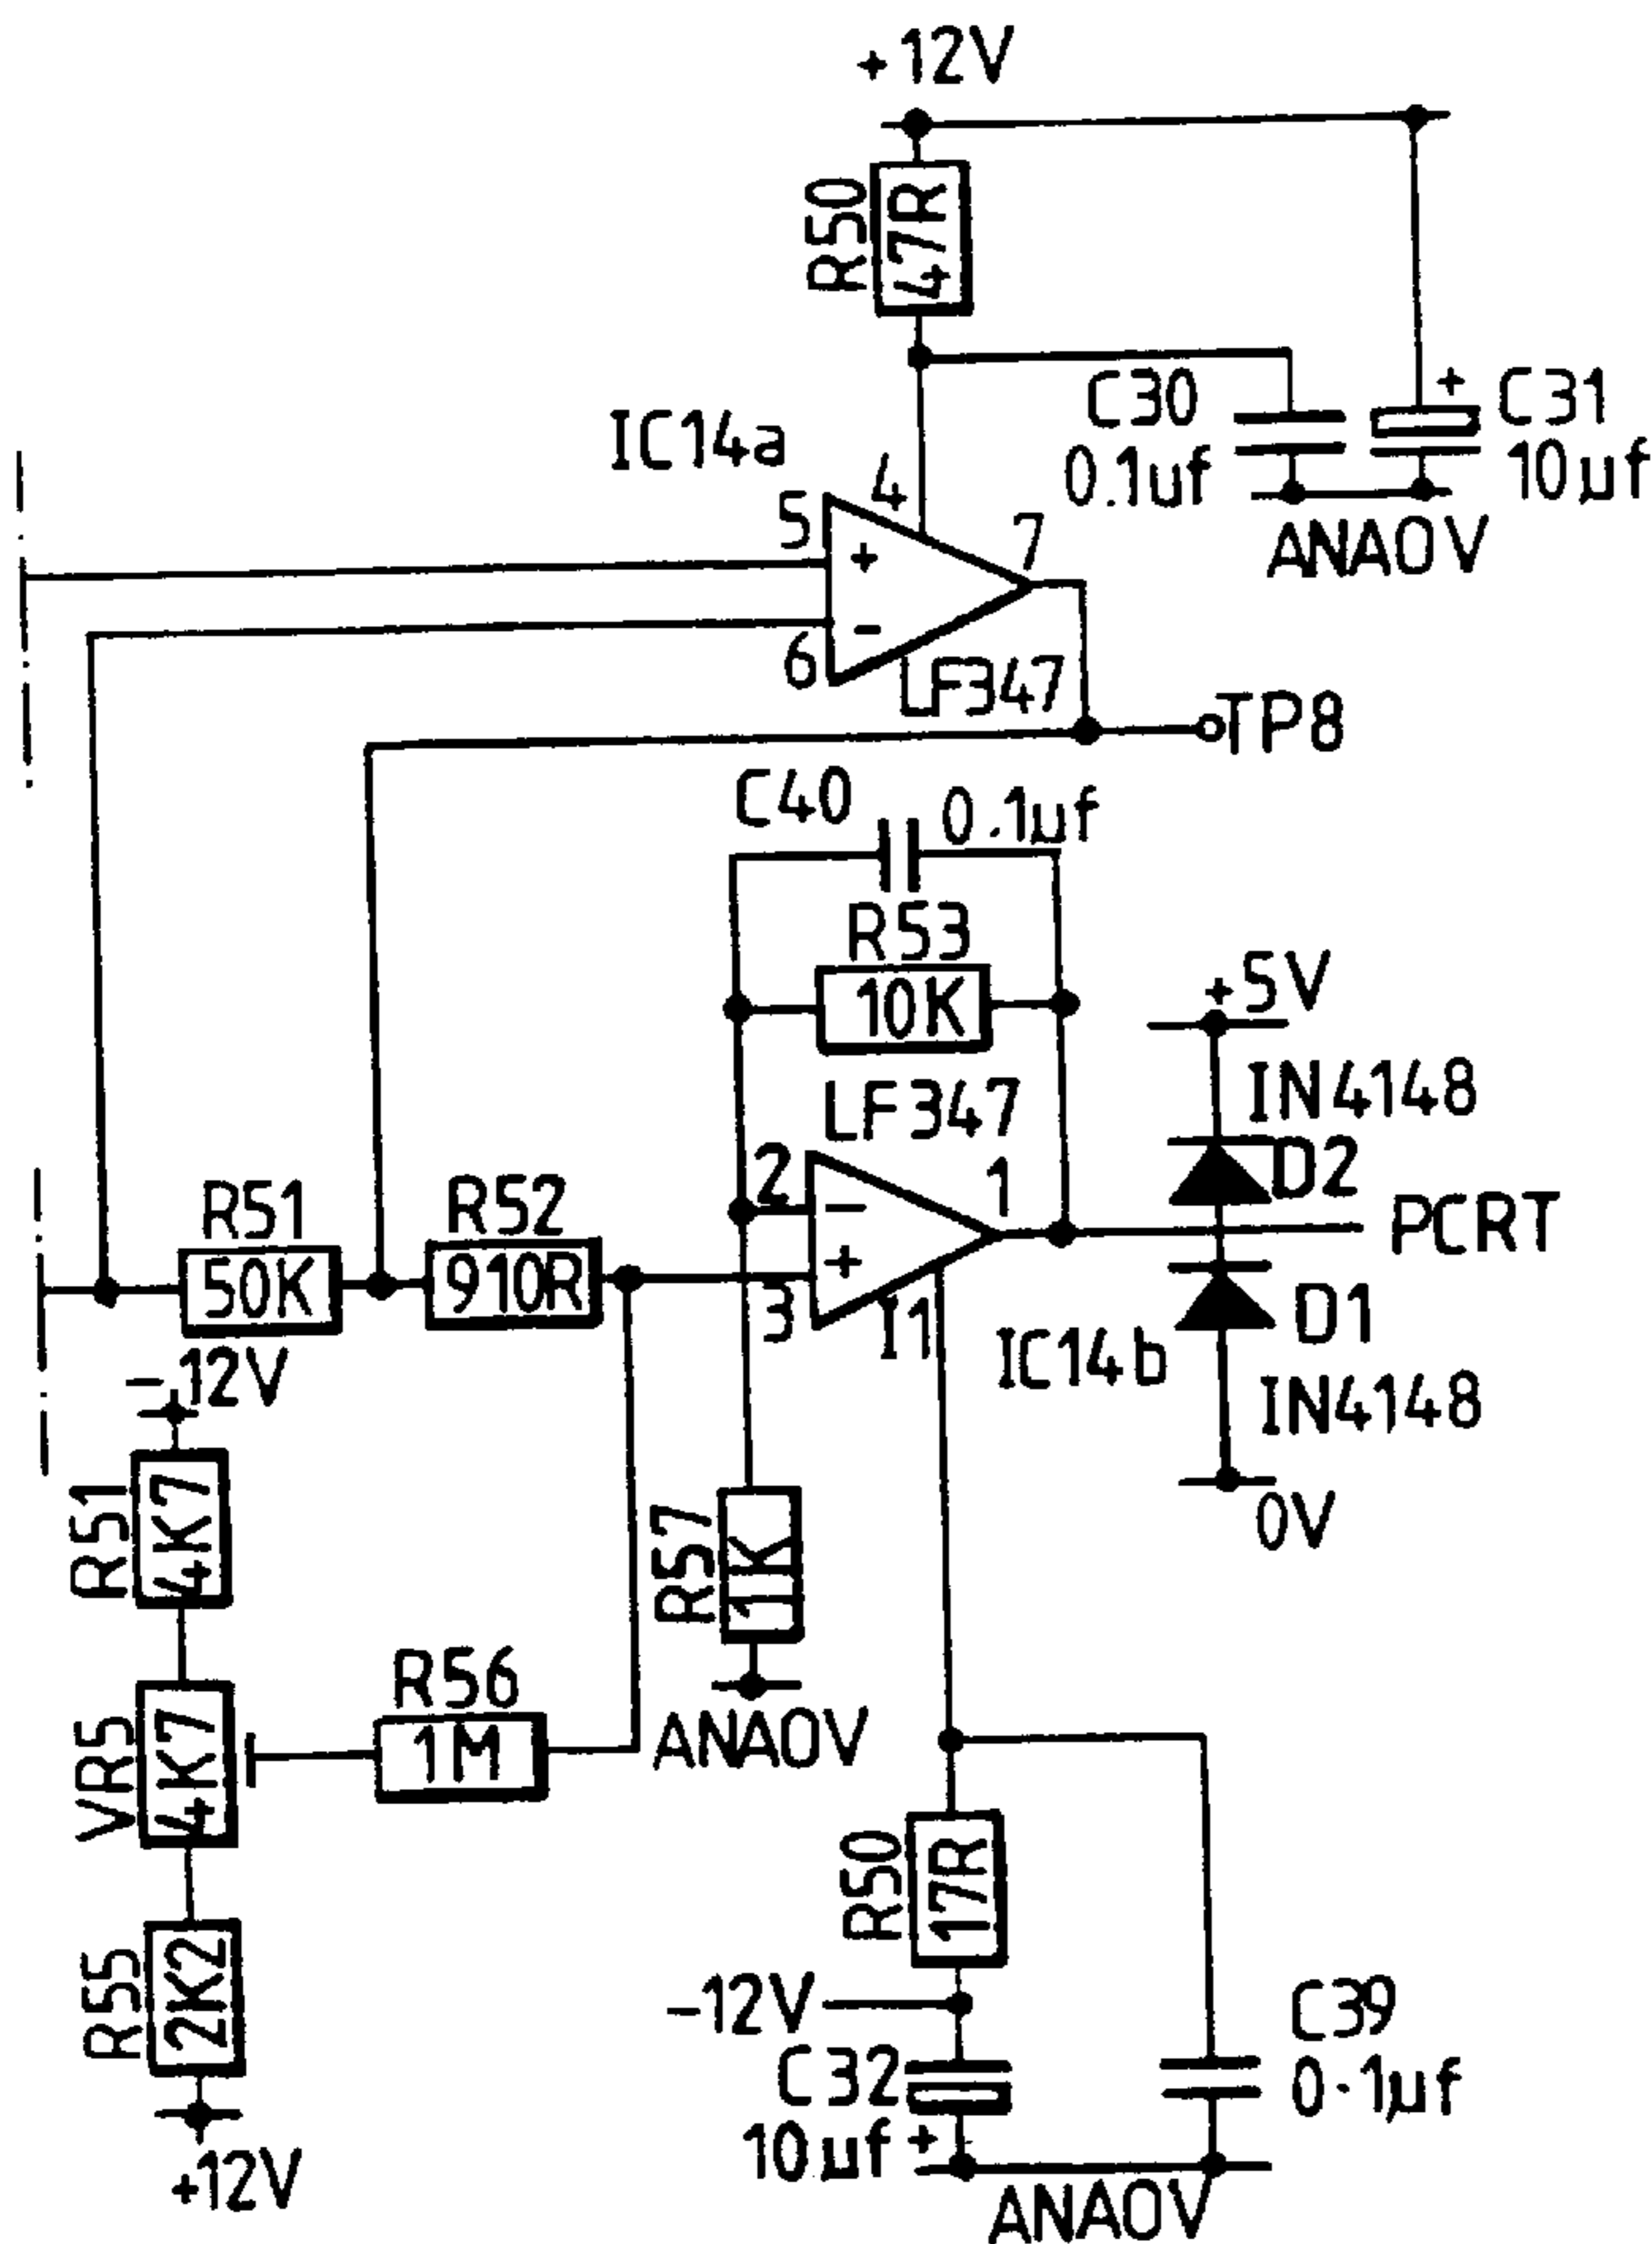 +12V
R50
47R
C30
0.1uf
+ C31
10µf
ANA0V
IC14a
5
4
7
+
-
6
LF347
TP8
C40
0.1µf
R53
10K
LF347
+5V
IN4148
D2
2
1
-
+
3
11
IC14b
PCRT
D1
IN4148
0V
R51
50K
R52
910R
-12V
R51
4K7
R57
1K
ANA0V
VR5
4K7
R56
1M
R55
2K2
+12V
R50
17R
-12V
C32
10µf +
C39
0.1µf
ANA0V